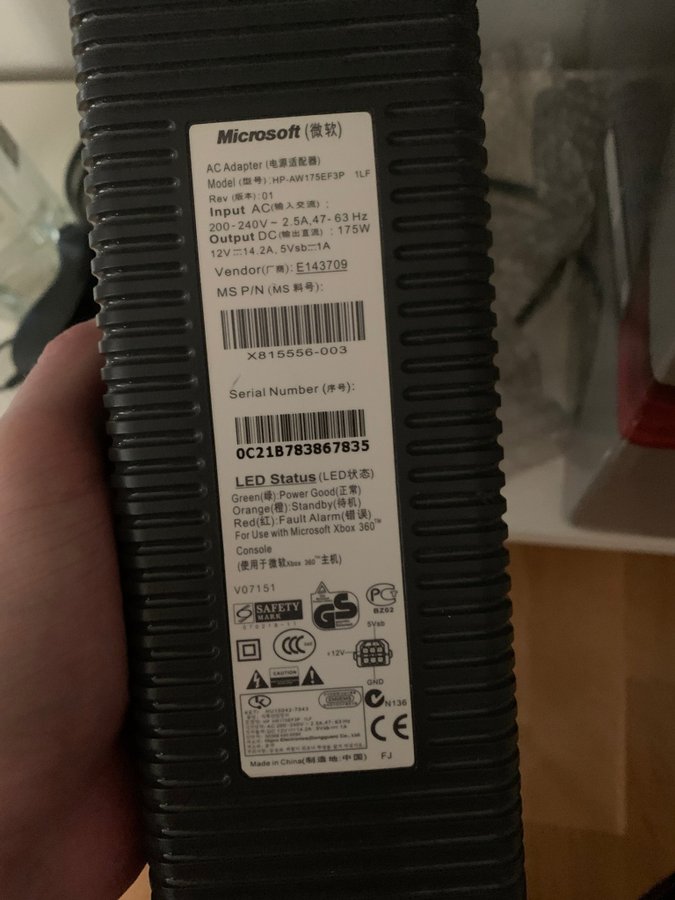 Microsoft (微软)
AC Adapter (电源适配器)
Model (型号): HP-AW175EF3P 1LF
Rev (版本): 01
Input AC(输入交流) :
200-240V ~ 2.5A, 47- 63 Hz
Output DC(输出直流) : 175W
12V⎓14.2A, 5Vsb⎓1A
Vendor(厂商): E143709
MS P/N (MS 料号):
X815556-003
Serial Number (序号):
0C21B783867835
LED Status (LED状态)
Green(绿):Power Good(正常)
Orange(橙):Standby(待机)
Red(红):Fault Alarm(错误)
For Use with Microsoft Xbox 360™
Console
(使用于微软Xbox 360™主机)
V07151
SAFETY
MARK
GS
BZ02
5Vsb
+12V
CAUTION
GND
N136
CE
Made in China(制造地:中国)
FJ